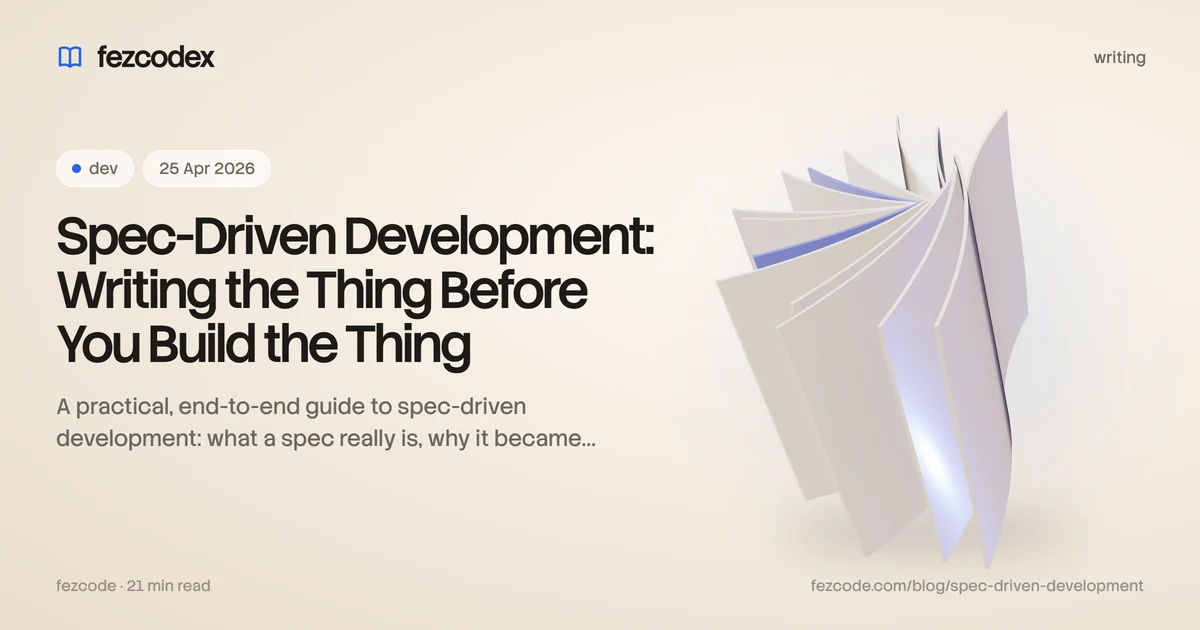 fezcodex
writing
dev
25 Apr 2026
Spec-Driven Development:
Writing the Thing Before
You Build the Thing
A practical, end-to-end guide to spec-driven
development: what a spec really is, why it became...
fezcode · 21 min read
fezcode.com/blog/spec-driven-development